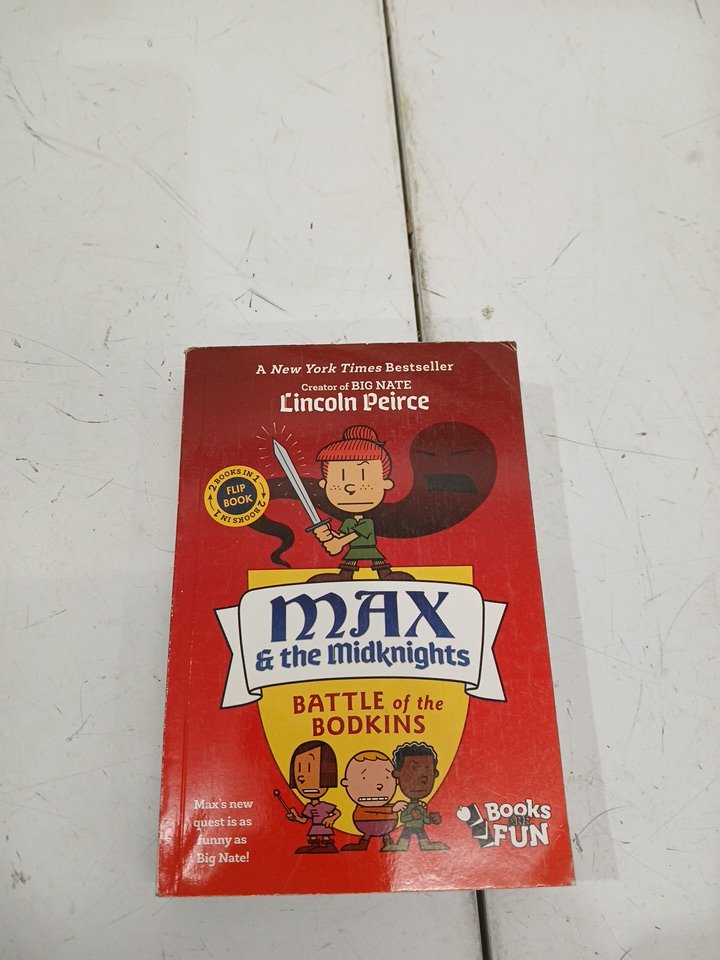 A New York Times Bestseller
Creator of BIG NATE
Lincoln Peirce
2 BOOKS IN 1
FLIP
BOOK
2 BOOKS IN 1
MAX
& the Midknights
BATTLE of the
BODKINS
Max's new
quest is as
funny as
Big Nate!
BOOKS
ARE
FUN